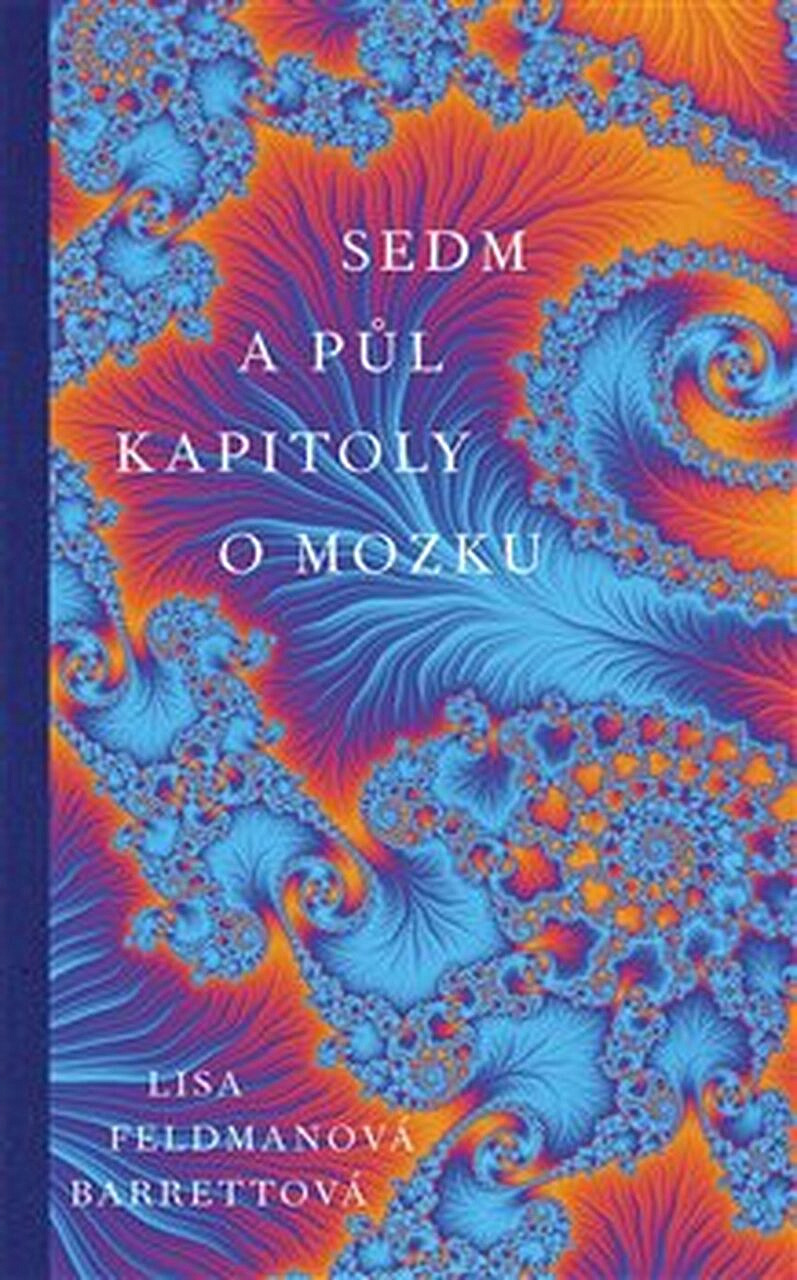 SEDM
A PŮL
KAPITOLY
O MOZKU
LISA
FELDMANOVÁ
BARRETTOVÁ